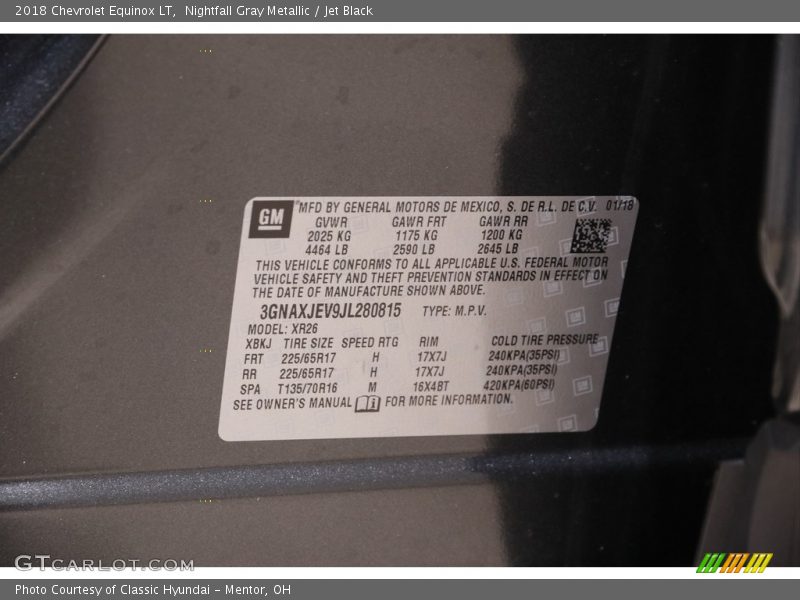 2018 Chevrolet Equinox LT, Nightfall Gray Metallic / Jet Black
GM MFD BY GENERAL MOTORS DE MEXICO, S. DE R.L. DE C.V. 01/18
GVWR GAWR FRT GAWR RR
2025 KG 1175 KG 1200 KG
4464 LB 2590 LB 2645 LB
THIS VEHICLE CONFORMS TO ALL APPLICABLE U.S. FEDERAL MOTOR
VEHICLE SAFETY AND THEFT PREVENTION STANDARDS IN EFFECT ON
THE DATE OF MANUFACTURE SHOWN ABOVE.
3GNAXJEV9JL280815 TYPE: M.P.V.
MODEL: XR26
XBKJ TIRE SIZE SPEED RTG RIM COLD TIRE PRESSURE
FRT 225/65R17 H 17X7J 240KPA(35PSI)
RR 225/65R17 H 17X7J 240KPA(35PSI)
SPA T135/70R16 M 16X4BT 420KPA(60PSI)
SEE OWNER'S MANUAL i FOR MORE INFORMATION.
GTCARLOT.COM
Photo Courtesy of Classic Hyundai - Mentor, OH